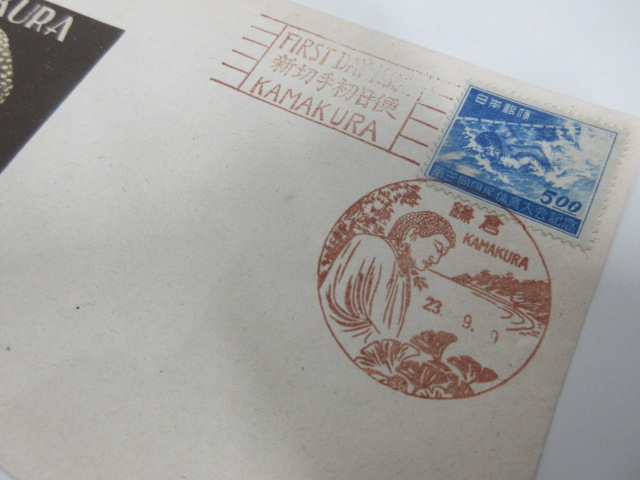 KURA
FIRST DAY
新切手初日便
KAMAKURA
日本郵便
5.00
第三回国民体育大会記念
鎌倉
KAMAKURA
23. 9.